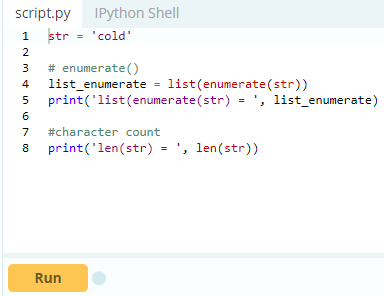 script.py IPython Shell
1 str = 'cold'
2
3 # enumerate()
4 list_enumerate = list(enumerate(str))
5 print('list(enumerate(str) = ', list_enumerate)
6
7 #character count
8 print('len(str) = ', len(str))
Run